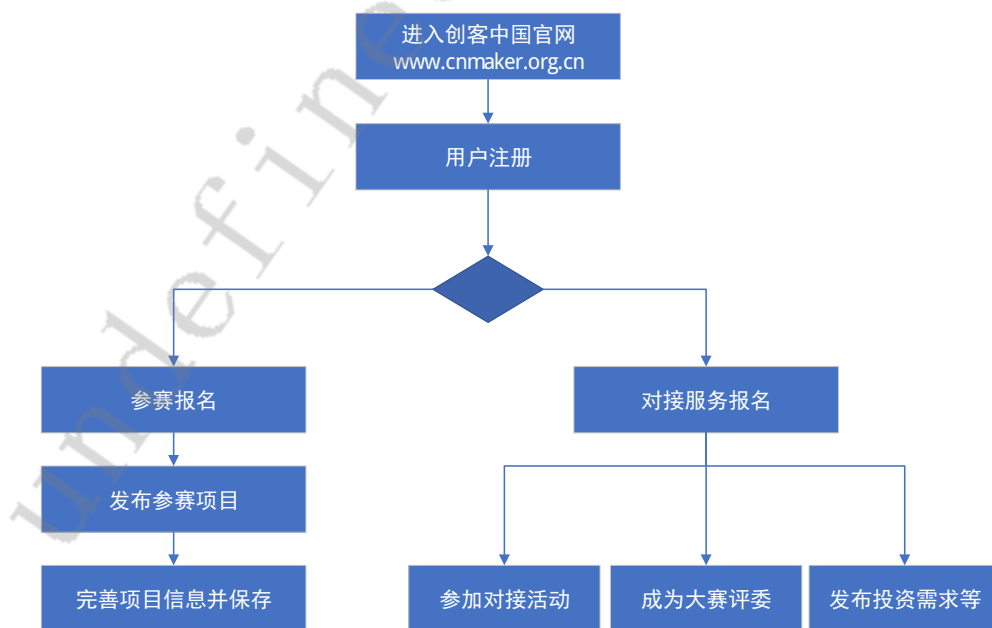 进入创客中国官网
www.cnmaker.org.cn
用户注册
参赛报名
对接服务报名
发布参赛项目
完善项目信息并保存
参加对接活动
成为大赛评委
发布投资需求等
undefined